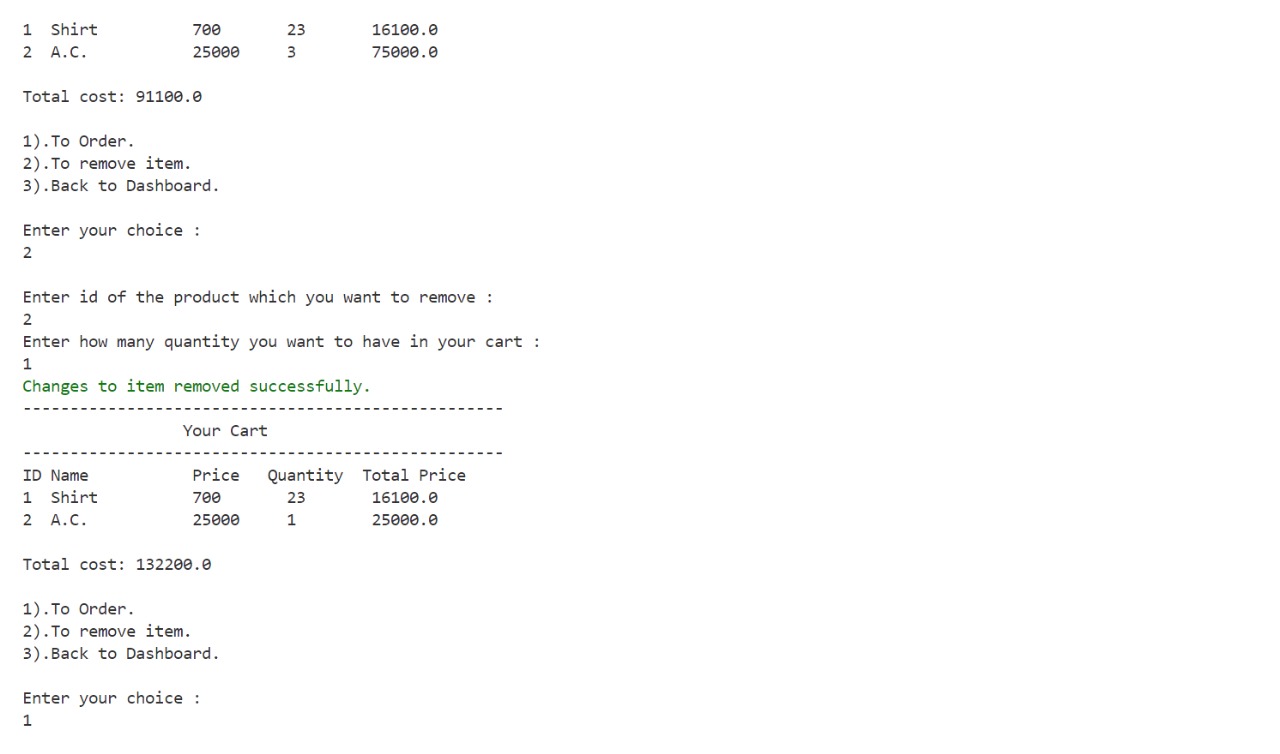 1  Shirt          700       23       16100.0
2  A.C.           25000     3        75000.0
Total cost: 91100.0
1).To Order.
2).To remove item.
3).Back to Dashboard.
Enter your choice :
2
Enter id of the product which you want to remove :
2
Enter how many quantity you want to have in your cart :
1
Changes to item removed successfully.
---------------------------------------------------
                 Your Cart
---------------------------------------------------
ID Name           Price   Quantity  Total Price
1  Shirt          700       23       16100.0
2  A.C.           25000     1        25000.0
Total cost: 132200.0
1).To Order.
2).To remove item.
3).Back to Dashboard.
Enter your choice :
1